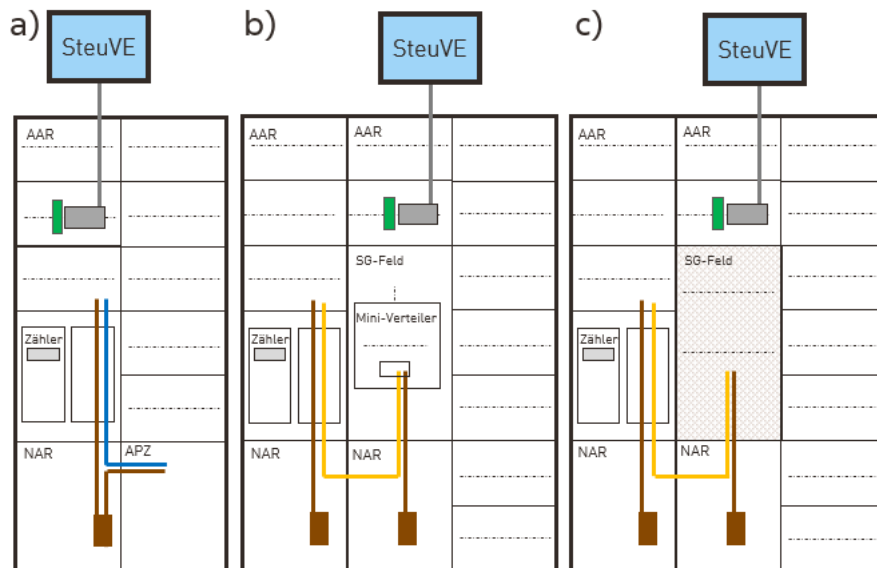 a)
SteuVE
AAR
Zähler
NAR
APZ
b)
SteuVE
AAR
AAR
SG-Feld
Mini-Verteiler
Zähler
NAR
NAR
c)
SteuVE
AAR
AAR
SG-Feld
Zähler
NAR
NAR